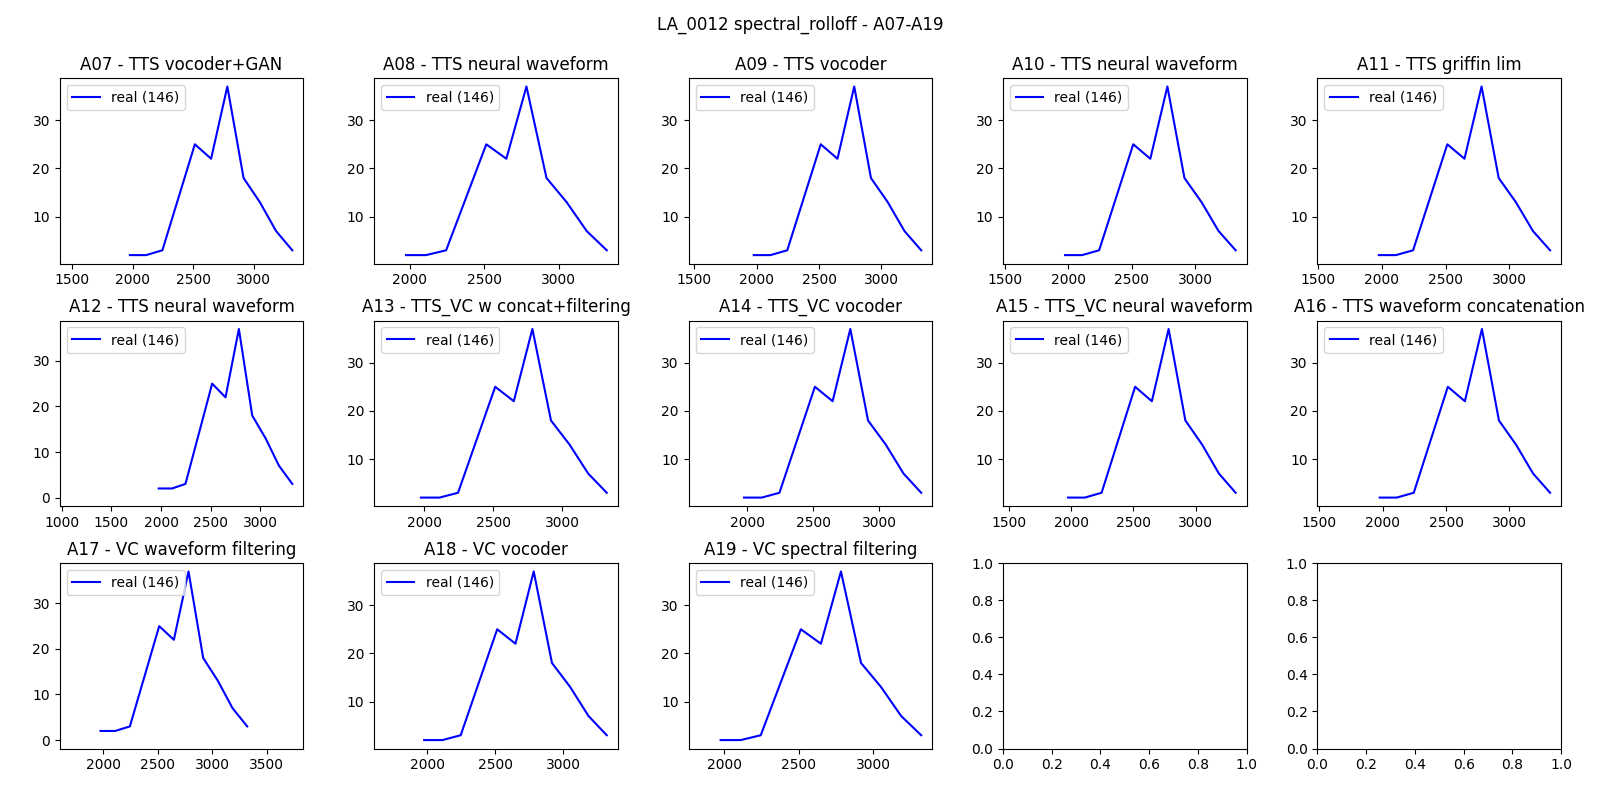 LA_0012 spectral_rolloff - A07-A19
A07 - TTS vocoder+GAN
real (146)
30
20
10
1500 2000 2500 3000
A08 - TTS neural waveform
real (146)
30
20
10
2000 2500 3000
A09 - TTS vocoder
real (146)
30
20
10
1500 2000 2500 3000
A10 - TTS neural waveform
real (146)
30
20
10
1500 2000 2500 3000
A11 - TTS griffin lim
real (146)
30
20
10
1500 2000 2500 3000
A12 - TTS neural waveform
real (146)
30
20
10
0
1000 1500 2000 2500 3000
A13 - TTS_VC w concat+filtering
real (146)
30
20
10
2000 2500 3000
A14 - TTS_VC vocoder
real (146)
30
20
10
2000 2500 3000
A15 - TTS_VC neural waveform
real (146)
30
20
10
1500 2000 2500 3000
A16 - TTS waveform concatenation
real (146)
30
20
10
1500 2000 2500 3000
A17 - VC waveform filtering
real (146)
30
20
10
0
2000 2500 3000 3500
A18 - VC vocoder
real (146)
30
20
10
2000 2500 3000
A19 - VC spectral filtering
real (146)
30
20
10
2000 2500 3000
1.0
0.8
0.6
0.4
0.2
0.0
0.0 0.2 0.4 0.6 0.8 1.0
1.0
0.8
0.6
0.4
0.2
0.0
0.0 0.2 0.4 0.6 0.8 1.0